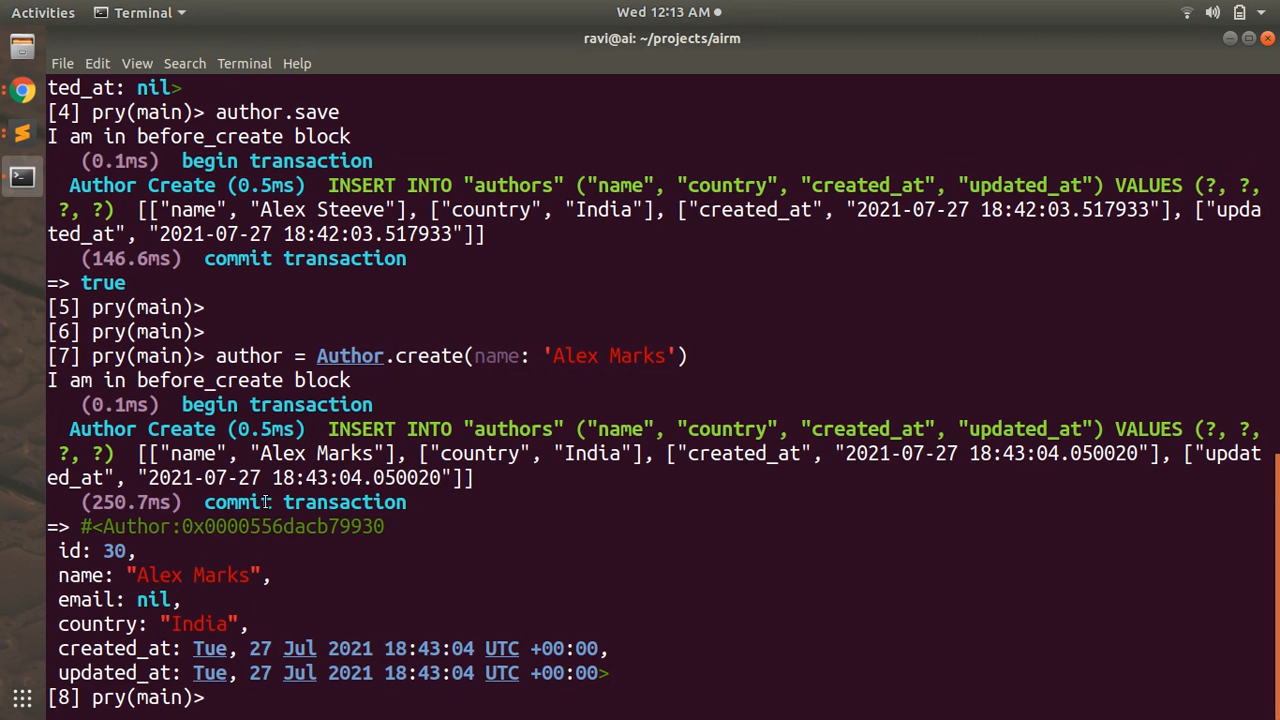 Activities Terminal Wed 12:13 AM
ravi@ai: ~/projects/airm
File Edit View Search Terminal Help
ted_at: nil>
[4] pry(main)> author.save
I am in before_create block
(0.1ms) begin transaction
Author Create (0.5ms) INSERT INTO "authors" ("name", "country", "created_at", "updated_at") VALUES (?, ?,
?, ?) [["name", "Alex Steeve"], ["country", "India"], ["created_at", "2021-07-27 18:42:03.517933"], ["upda
ted_at", "2021-07-27 18:42:03.517933"]]
(146.6ms) commit transaction
=> true
[5] pry(main)>
[6] pry(main)>
[7] pry(main)> author = Author.create(name: 'Alex Marks')
I am in before_create block
(0.1ms) begin transaction
Author Create (0.5ms) INSERT INTO "authors" ("name", "country", "created_at", "updated_at") VALUES (?, ?,
?, ?) [["name", "Alex Marks"], ["country", "India"], ["created_at", "2021-07-27 18:43:04.050020"], ["updat
ed_at", "2021-07-27 18:43:04.050020"]]
(250.7ms) commit transaction
=> #<Author:0x0000556dacb79930
id: 30,
name: "Alex Marks",
email: nil,
country: "India",
created_at: Tue, 27 Jul 2021 18:43:04 UTC +00:00,
updated_at: Tue, 27 Jul 2021 18:43:04 UTC +00:00>
[8] pry(main)>